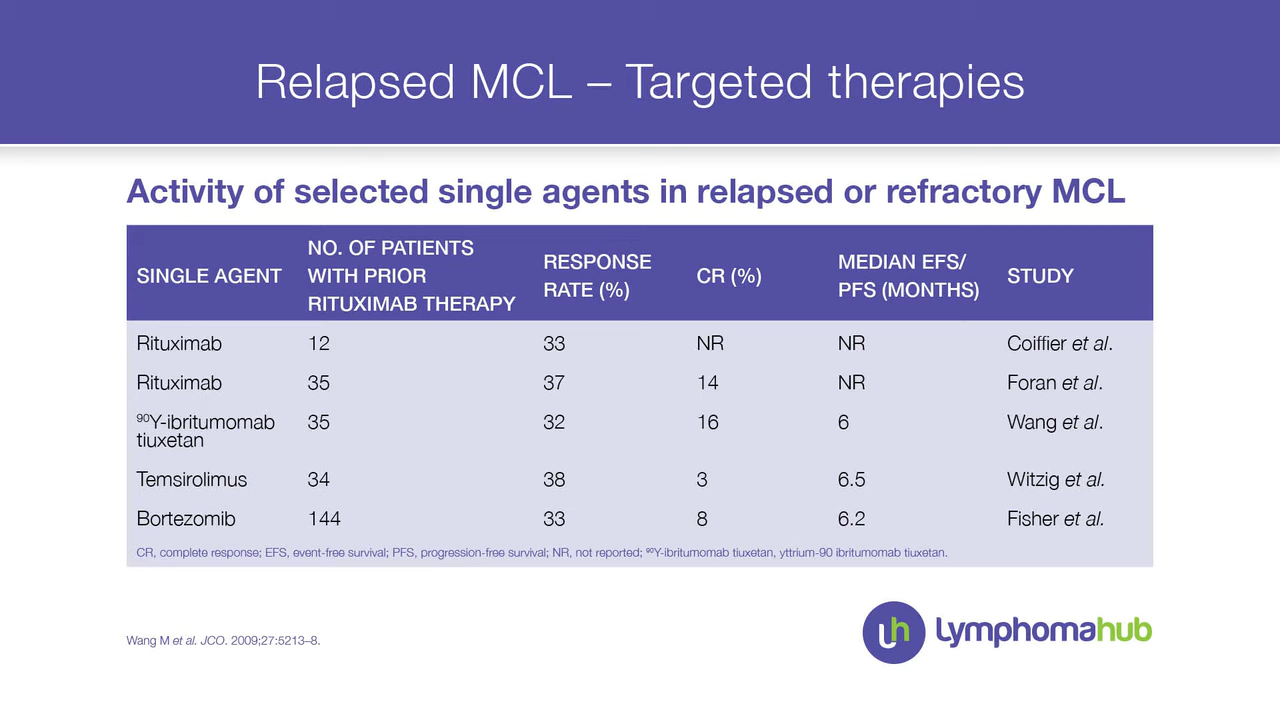 Relapsed MCL – Targeted therapies
Activity of selected single agents in relapsed or refractory MCL
SINGLE AGENT
NO. OF PATIENTS
WITH PRIOR
RITUXIMAB THERAPY
RESPONSE
RATE (%)
CR (%)
MEDIAN EFS/
PFS (MONTHS)
STUDY
Rituximab 12 33 NR NR Coiffier et al.
Rituximab 35 37 14 NR Foran et al.
⁹⁰Y-ibritumomab
tiuxetan
35 32 16 6 Wang et al.
Temsirolimus 34 38 3 6.5 Witzig et al.
Bortezomib 144 33 8 6.2 Fisher et al.
CR, complete response; EFS, event-free survival; PFS, progression-free survival; NR, not reported; ⁹⁰Y-ibritumomab tiuxetan, yttrium-90 ibritumomab tiuxetan.
Wang M et al. JCO. 2009;27:5213–8.
lh lymphomahub